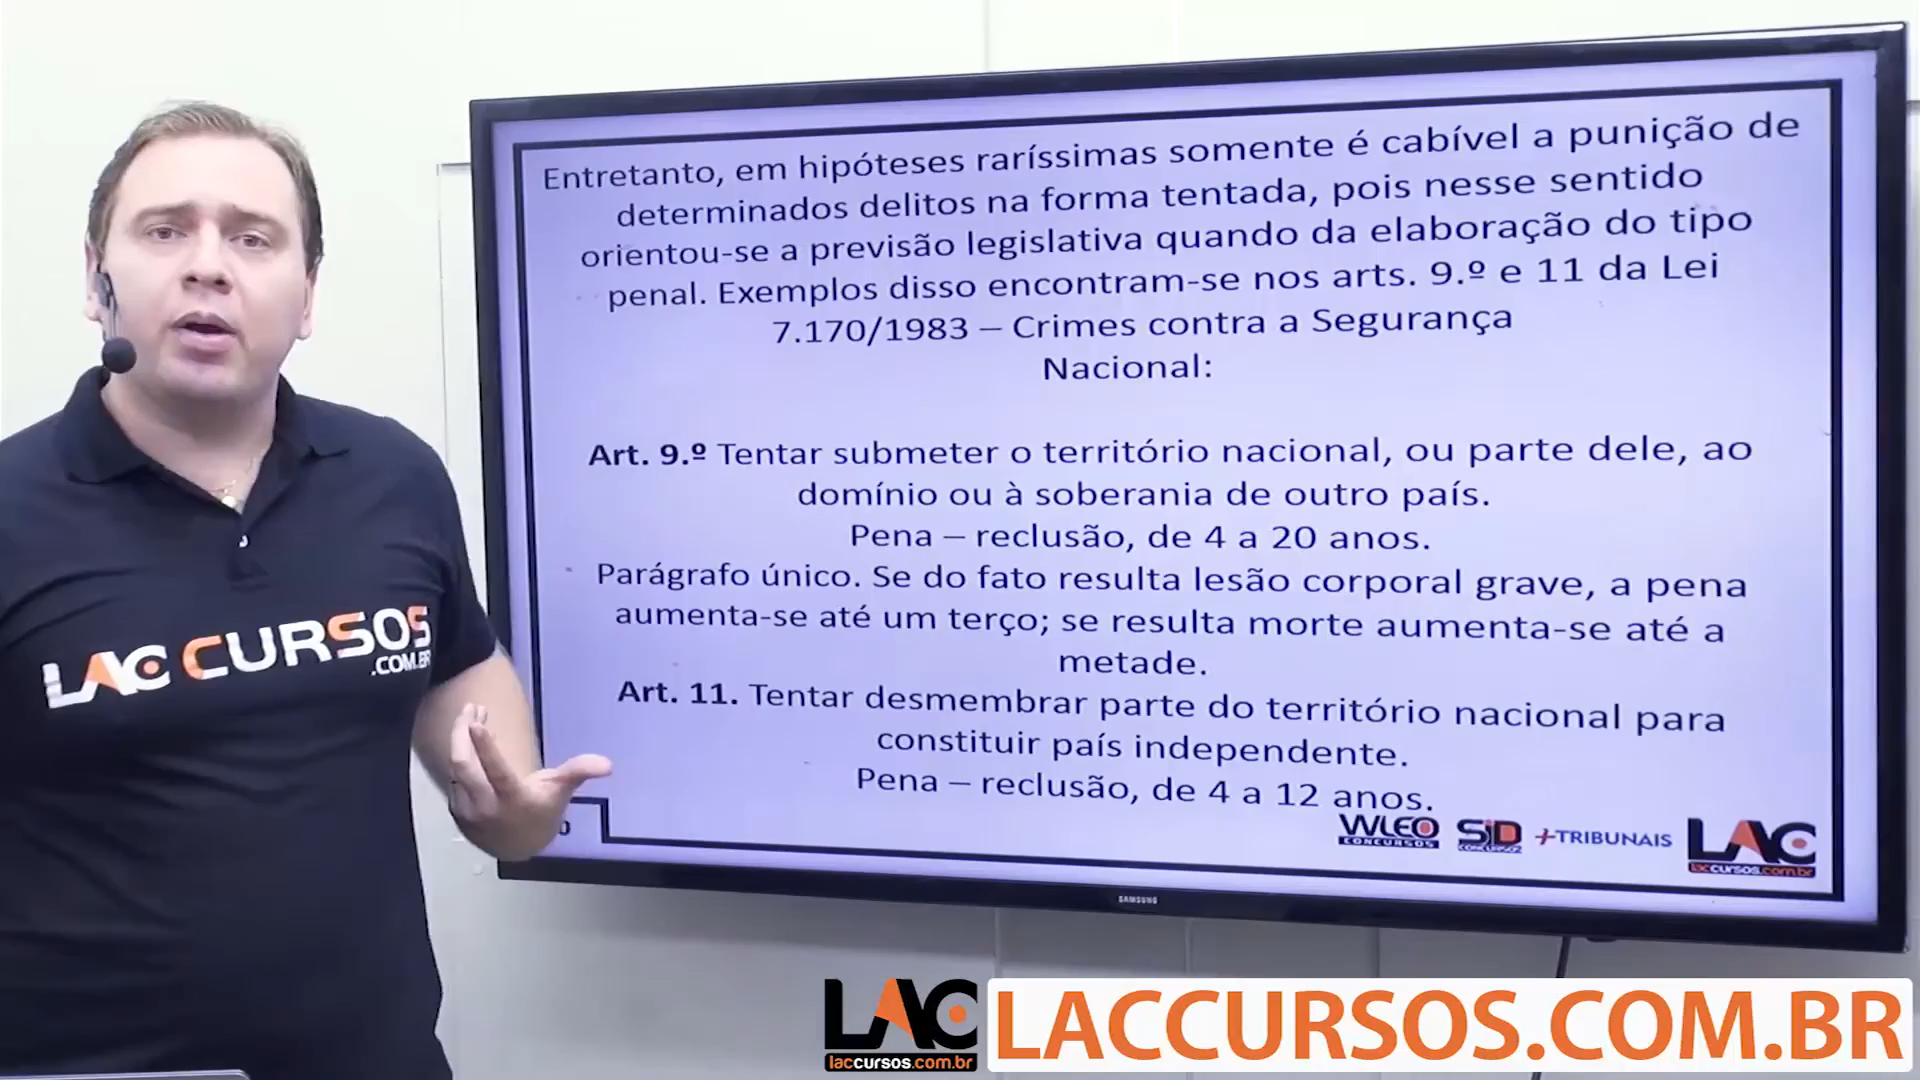 Entretanto, em hipóteses raríssimas somente é cabível a punição de
determinados delitos na forma tentada, pois nesse sentido
orientou-se a previsão legislativa quando da elaboração do tipo
penal. Exemplos disso encontram-se nos arts. 9.º e 11 da Lei
7.170/1983 – Crimes contra a Segurança
Nacional:
Art. 9.º Tentar submeter o território nacional, ou parte dele, ao
domínio ou à soberania de outro país.
Pena – reclusão, de 4 a 20 anos.
Parágrafo único. Se do fato resulta lesão corporal grave, a pena
aumenta-se até um terço; se resulta morte aumenta-se até a
metade.
Art. 11. Tentar desmembrar parte do território nacional para
constituir país independente.
Pena – reclusão, de 4 a 12 anos.
WLEO
CONCURSOS
SJD
CONCURSOS
+TRIBUNAIS
LAC
laccursos.com.br
SAMSUNG
LAC CURSOS
.COM.BR
LAC
laccursos.com.br
LACCURSOS.COM.BR